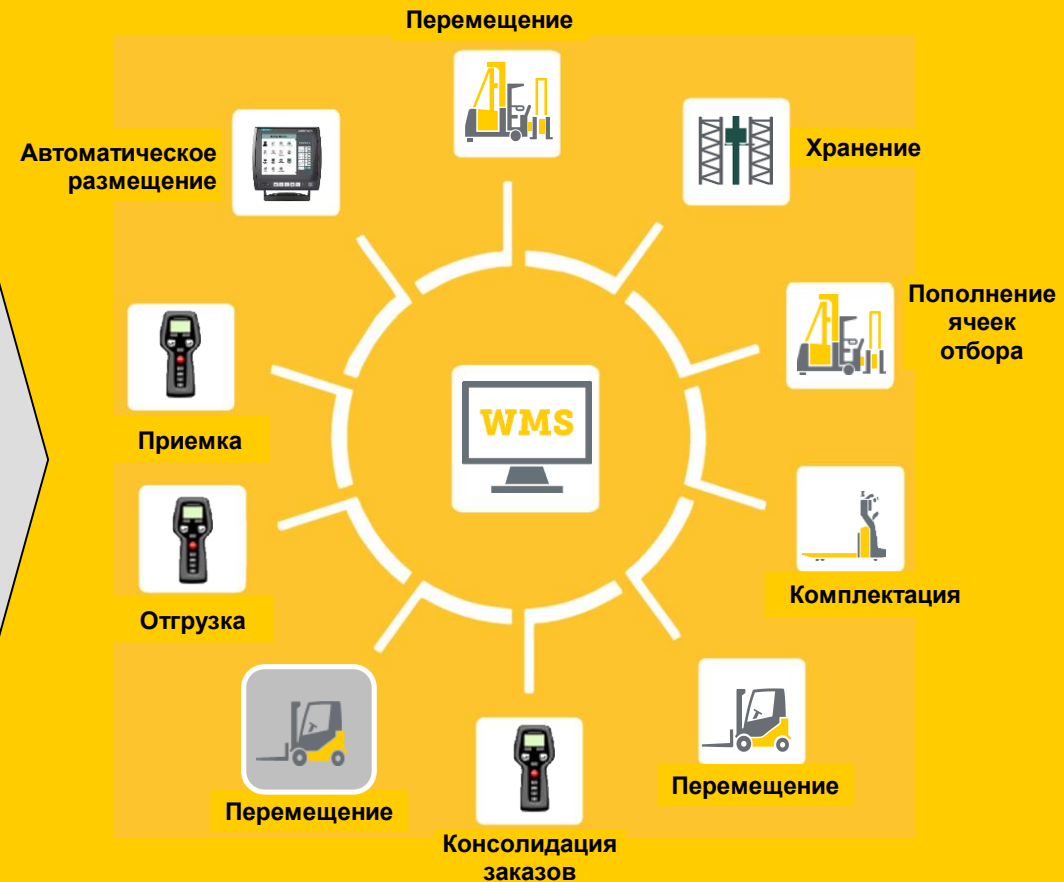 Перемещение
Автоматическое
размещение
Хранение
Пополнение
ячеек
отбора
Приемка
WMS
Комплектация
Отгрузка
Перемещение
Перемещение
Консолидация
заказов